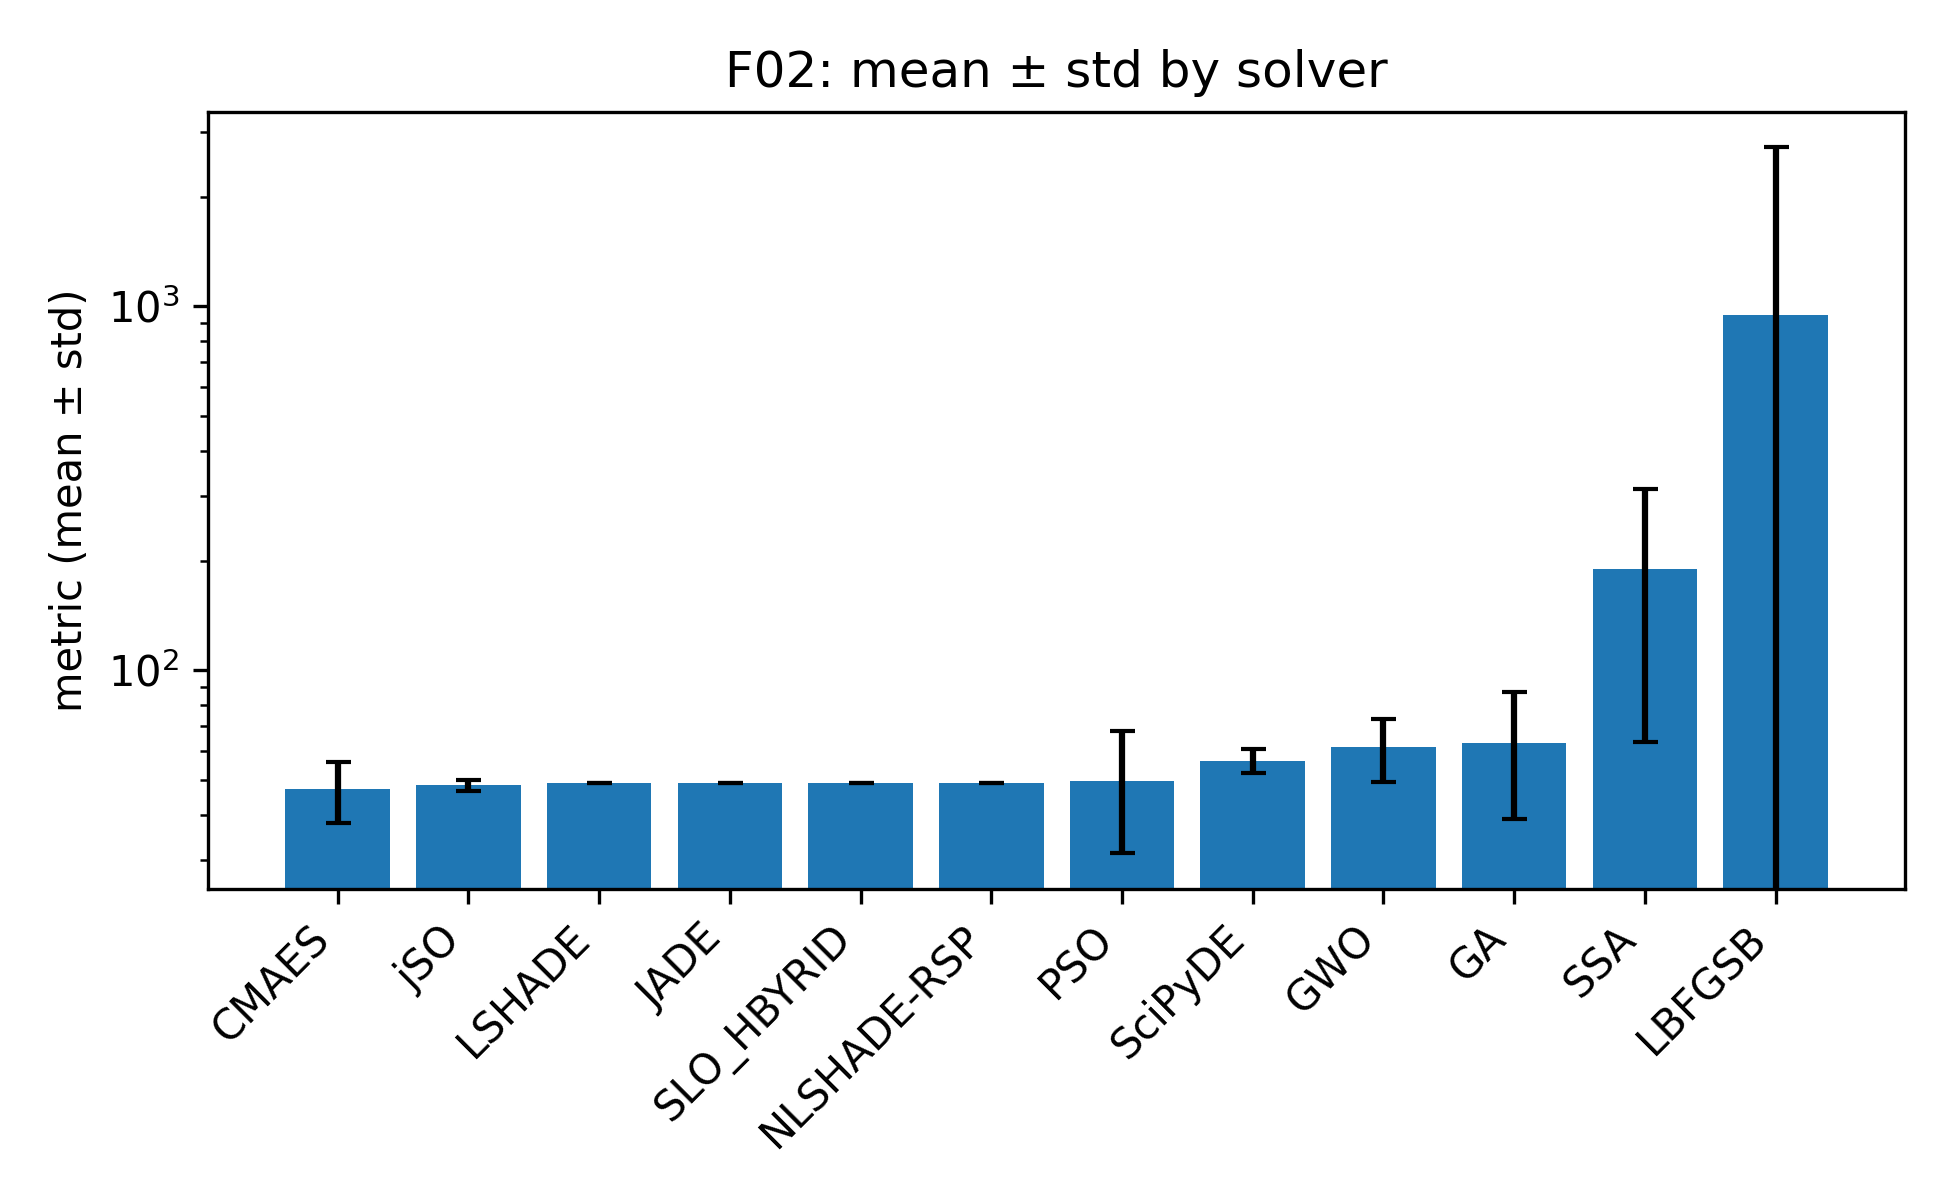 F02: mean ± std by solver
metric (mean ± std)
10³
10²
CMAES
jSO
LSHADE
JADE
SLO_HBYRID
NLSHADE-RSP
PSO
SciPyDE
GWO
GA
SSA
LBFGSB